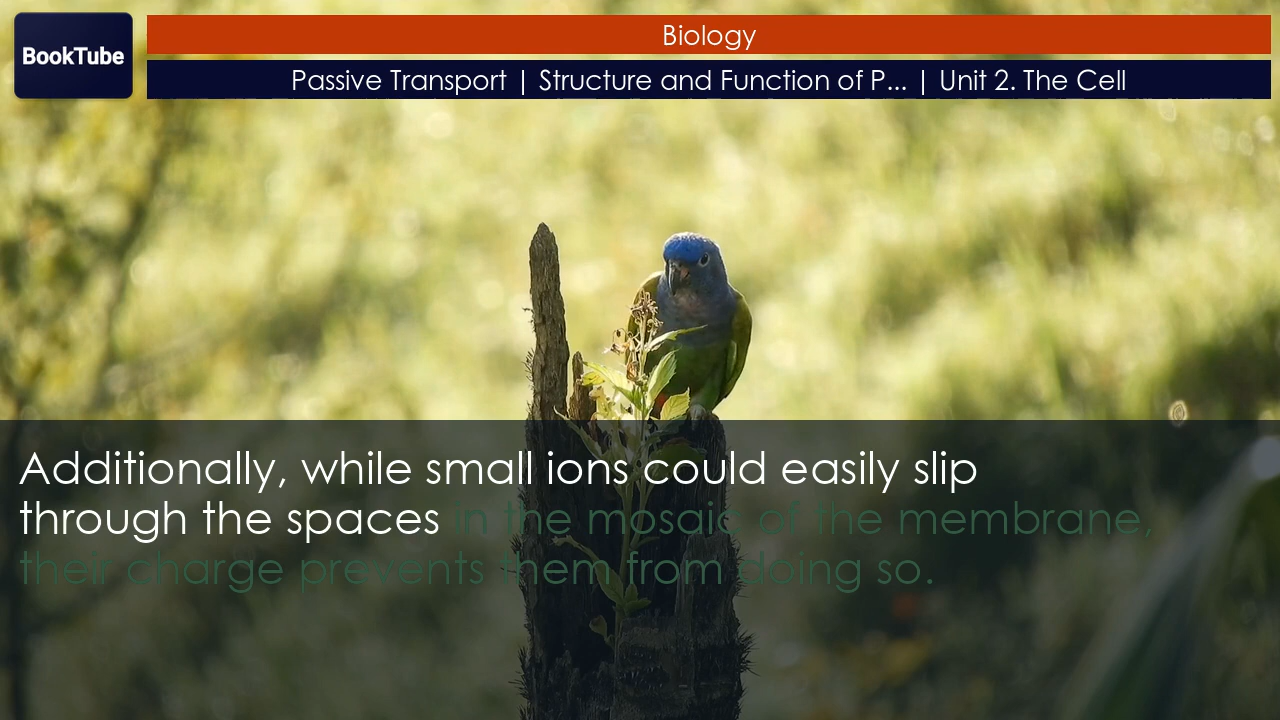 BookTube
Biology
Passive Transport | Structure and Function of P... | Unit 2. The Cell
Additionally, while small ions could easily slip
through the spaces in the mosaic of the membrane,
their charge prevents them from doing so.